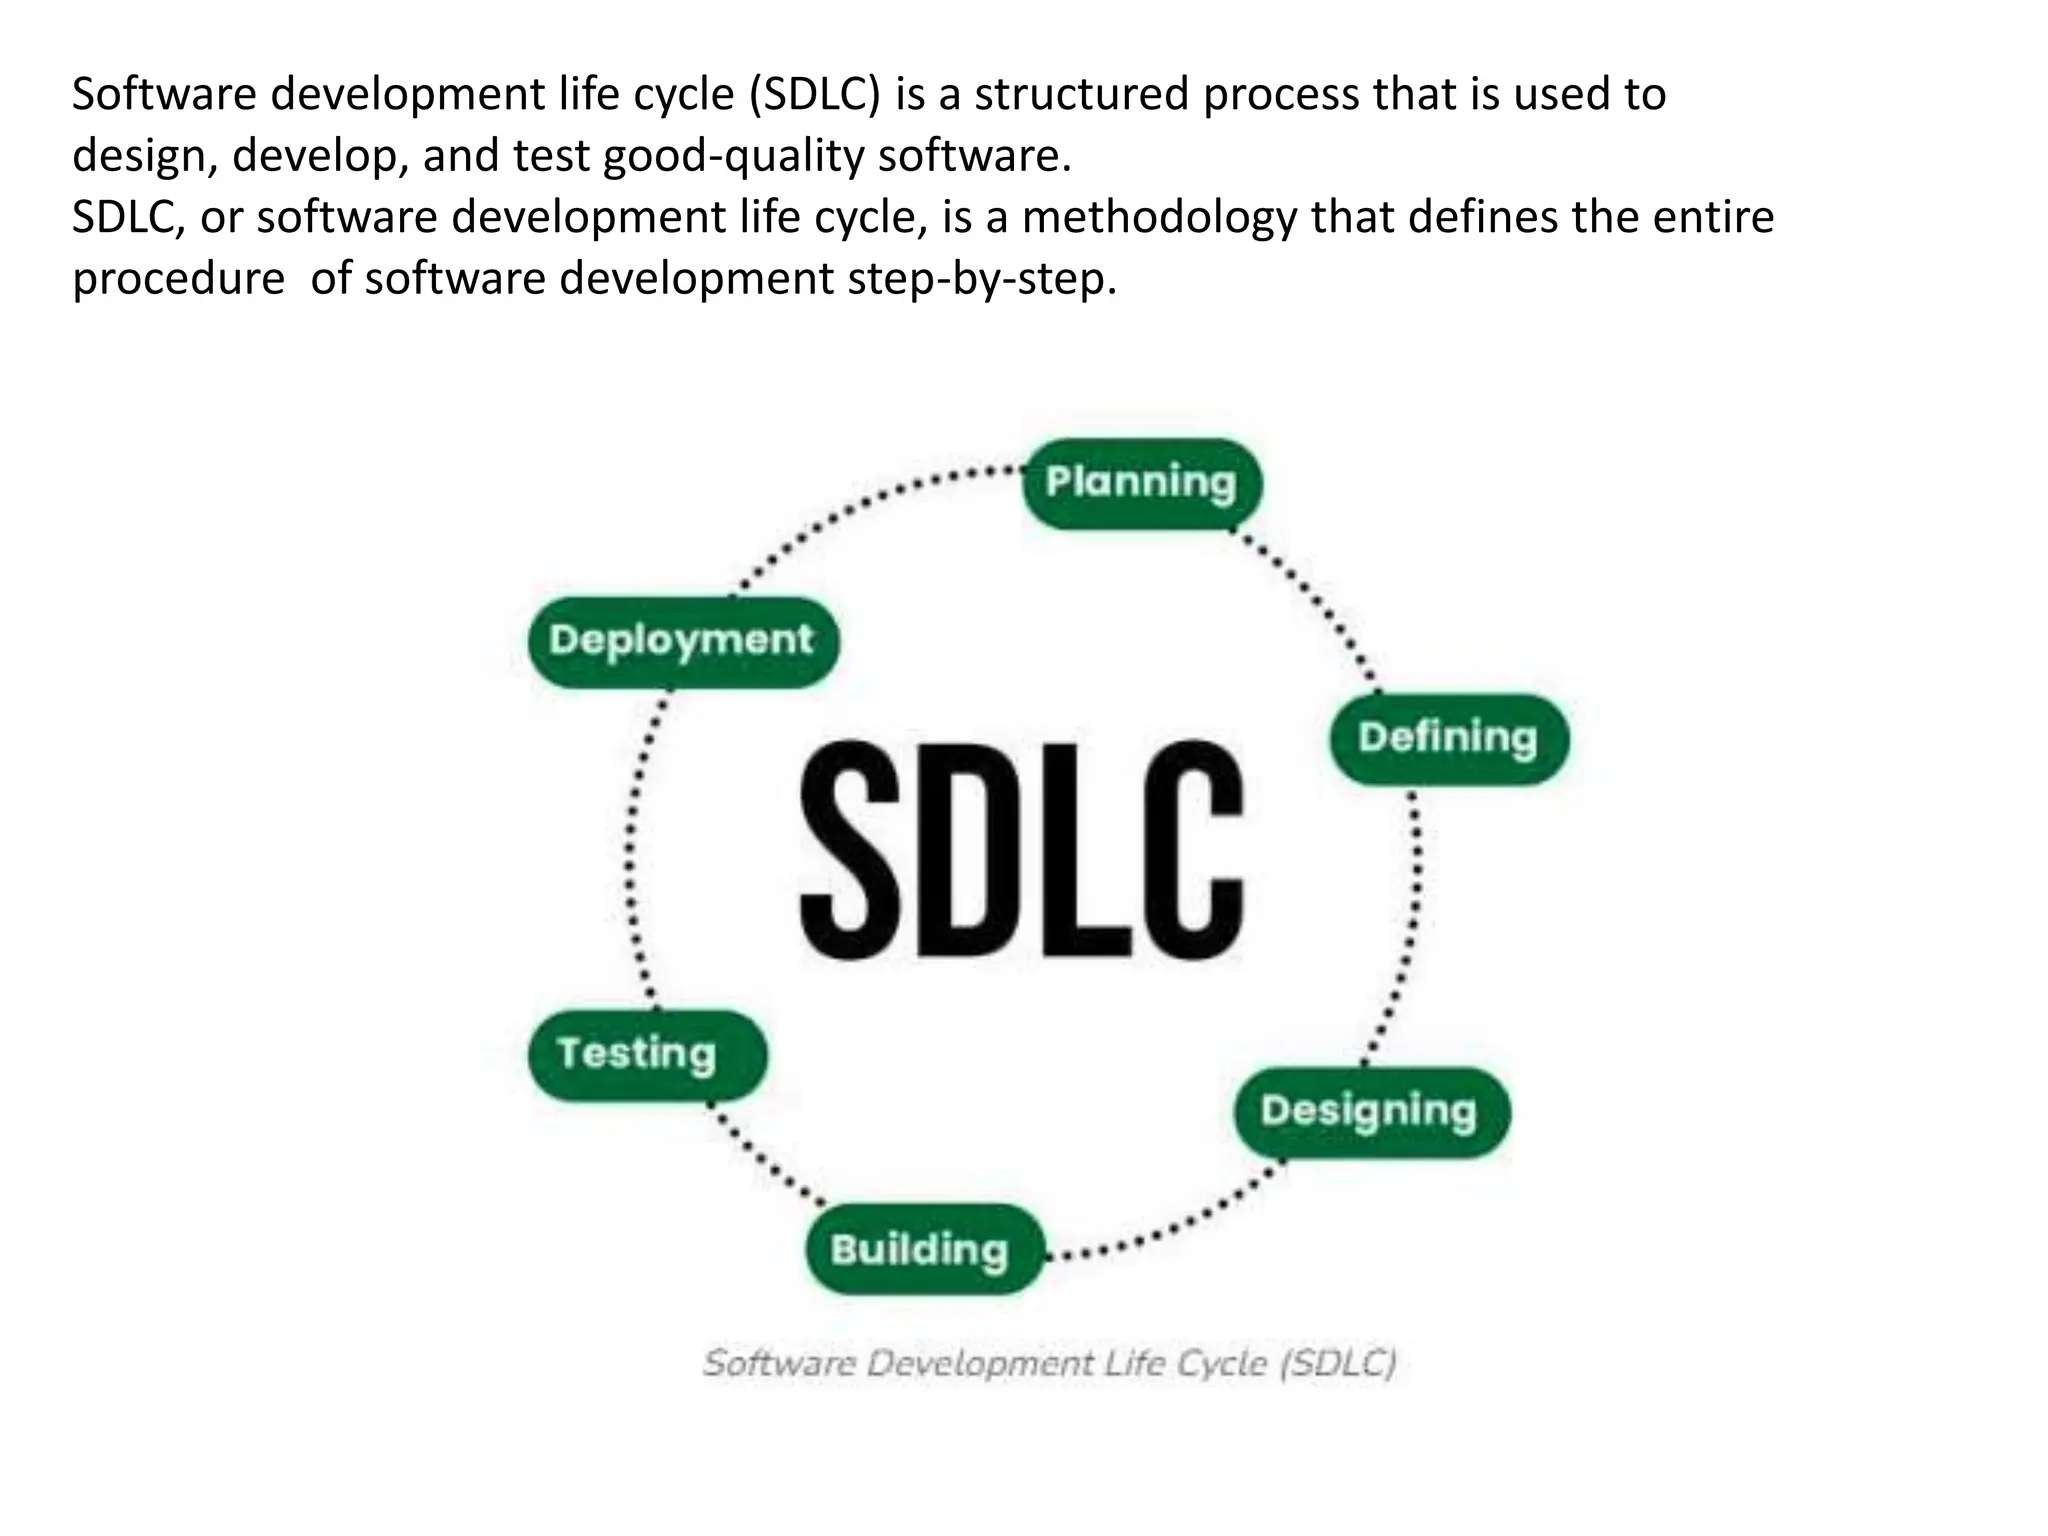 Software development life cycle (SDLC) is a structured process that is used to
design, develop, and test good-quality software.
SDLC, or software development life cycle, is a methodology that defines the entire
procedure  of software development step-by-step.
Planning
Deployment
Defining
SDLC
Testing
Designing
Building
Software Development Life Cycle (SDLC)